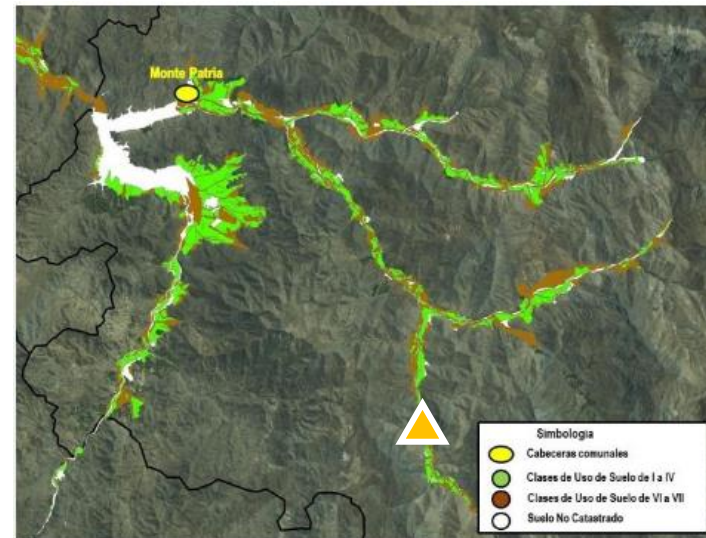 Monte Patria
Simbologia
Cabeceras comunales
Clases de Uso de Suelo de I a IV
Clases de Uso de Suelo de VI a VII
Suelo No Catastrado